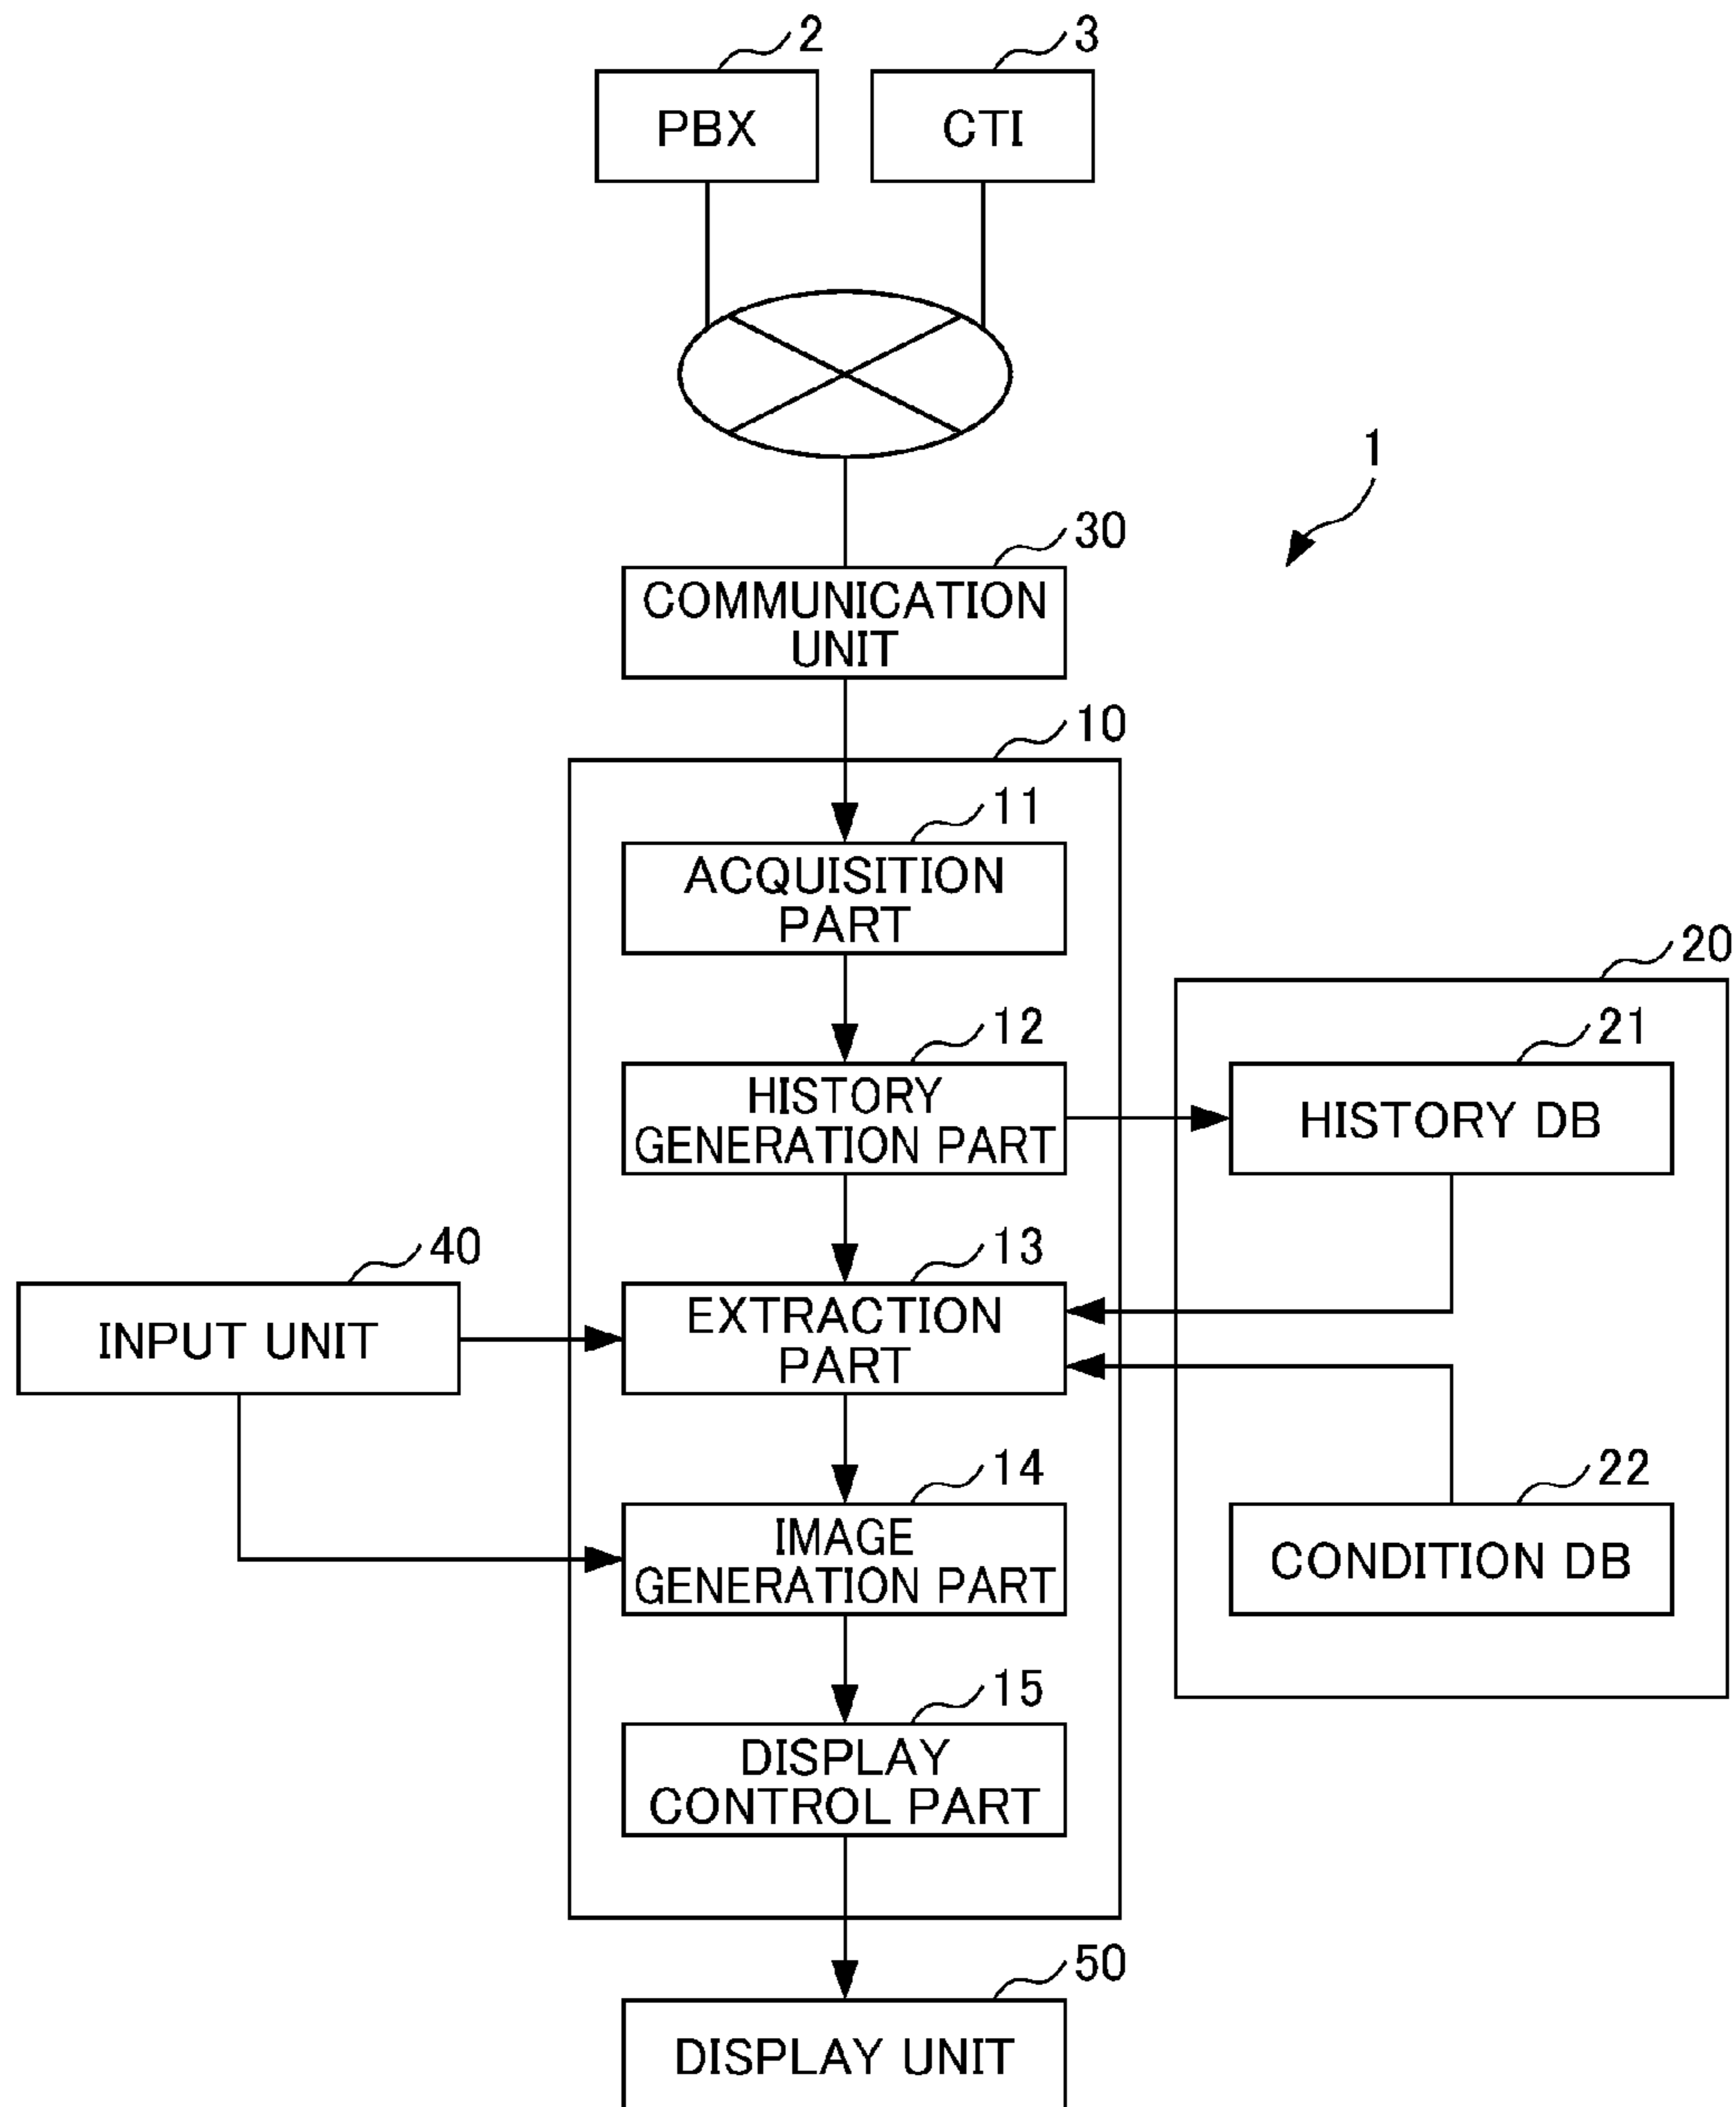 2
3
PBX
CTI
1
30
COMMUNICATION
UNIT
10
11
ACQUISITION
PART
20
12
21
HISTORY
GENERATION PART
HISTORY DB
40
13
INPUT UNIT
EXTRACTION
PART
14
22
IMAGE
GENERATION PART
CONDITION DB
15
DISPLAY
CONTROL PART
50
DISPLAY UNIT